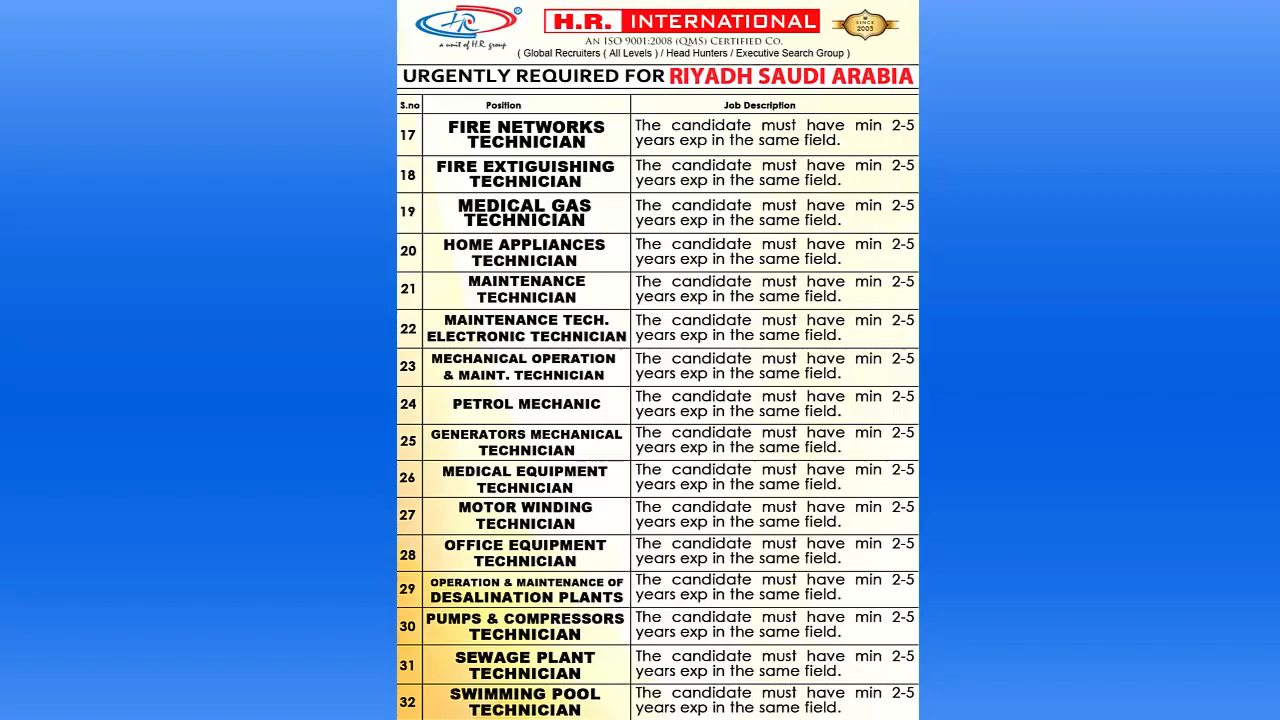 HR
®
a unit of H.R group
H.R. INTERNATIONAL
SINCE
2003
AN ISO 9001:2008 (QMS) CERTIFIED CO.
( Global Recruiters ( All Levels ) / Head Hunters / Executive Search Group )
URGENTLY REQUIRED FOR RIYADH SAUDI ARABIA
S.no Position Job Description
17 FIRE NETWORKS
TECHNICIAN
The candidate must have min 2-5
years exp in the same field.
18 FIRE EXTIGUISHING
TECHNICIAN
The candidate must have min 2-5
years exp in the same field.
19 MEDICAL GAS
TECHNICIAN
The candidate must have min 2-5
years exp in the same field.
20 HOME APPLIANCES
TECHNICIAN
The candidate must have min 2-5
years exp in the same field.
21 MAINTENANCE
TECHNICIAN
The candidate must have min 2-5
years exp in the same field.
22 MAINTENANCE TECH.
ELECTRONIC TECHNICIAN
The candidate must have min 2-5
years exp in the same field.
23 MECHANICAL OPERATION
& MAINT. TECHNICIAN
The candidate must have min 2-5
years exp in the same field.
24 PETROL MECHANIC
The candidate must have min 2-5
years exp in the same field.
25 GENERATORS MECHANICAL
TECHNICIAN
The candidate must have min 2-5
years exp in the same field.
26 MEDICAL EQUIPMENT
TECHNICIAN
The candidate must have min 2-5
years exp in the same field.
27 MOTOR WINDING
TECHNICIAN
The candidate must have min 2-5
years exp in the same field.
28 OFFICE EQUIPMENT
TECHNICIAN
The candidate must have min 2-5
years exp in the same field.
29 OPERATION & MAINTENANCE OF
DESALINATION PLANTS
The candidate must have min 2-5
years exp in the same field.
30 PUMPS & COMPRESSORS
TECHNICIAN
The candidate must have min 2-5
years exp in the same field.
31 SEWAGE PLANT
TECHNICIAN
The candidate must have min 2-5
years exp in the same field.
32 SWIMMING POOL
TECHNICIAN
The candidate must have min 2-5
years exp in the same field.